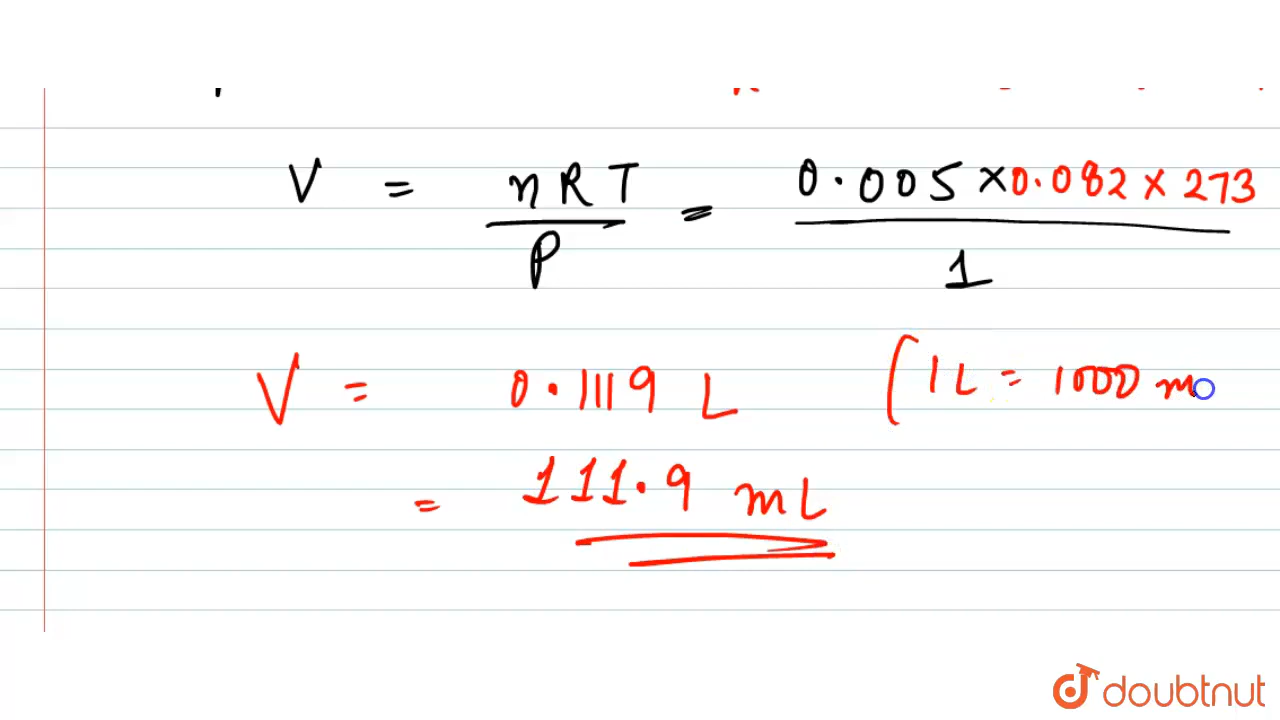 V = nRT/P = 0.005 × 0.082 × 273/1
V = 0.1119 L (1L = 1000 m
= 111.9 mL
doubtnut